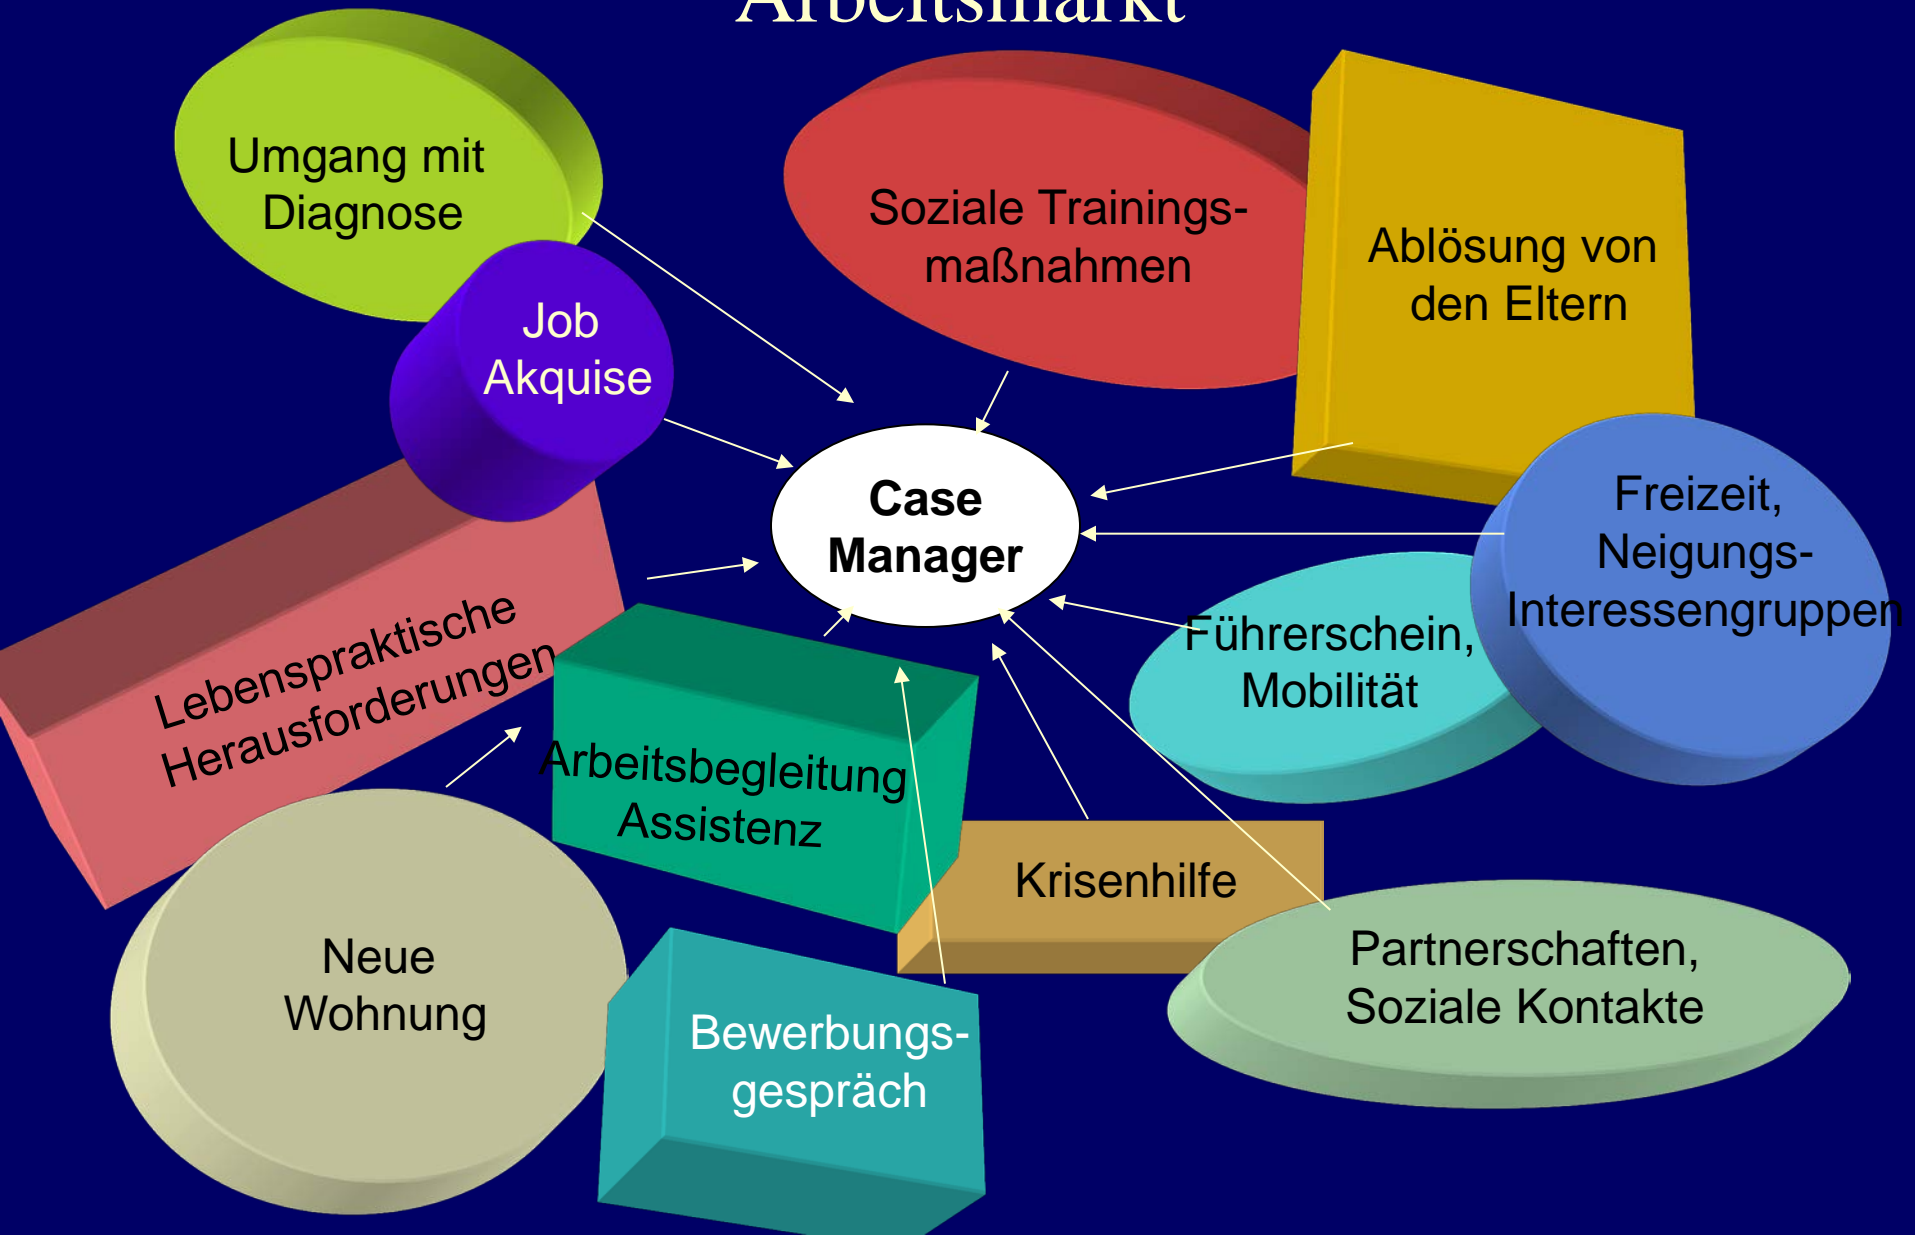 Arbeitsmarkt
Umgang mit
Diagnose
Soziale Trainings-
maßnahmen
Ablösung von
den Eltern
Job
Akquise
Case
Manager
Freizeit,
Neigungs-
Interessengruppen
Führerschein,
Mobilität
Lebenspraktische
Herausforderungen
Arbeitsbegleitung
Assistenz
Krisenhilfe
Neue
Wohnung
Bewerbungs-
gespräch
Partnerschaften,
Soziale Kontakte